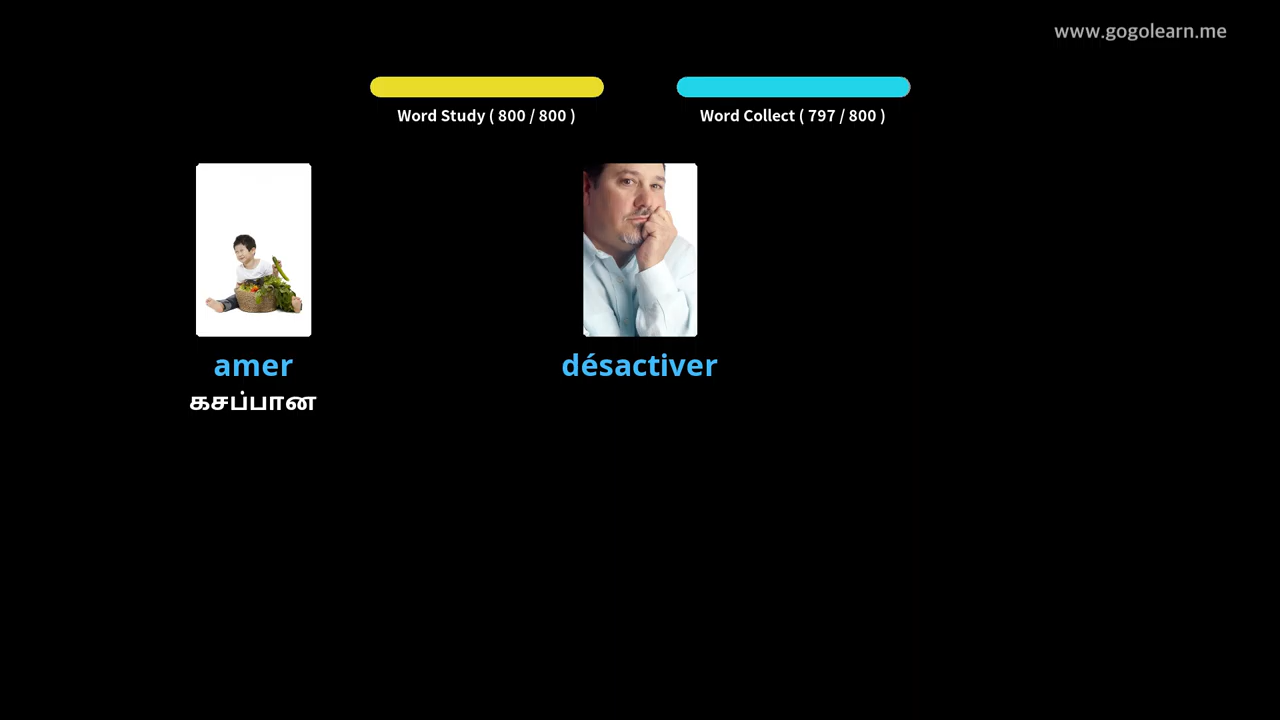 www.gogolearn.me
Word Study ( 800 / 800 )
Word Collect ( 797 / 800 )
amer
désactiver
கசப்பான